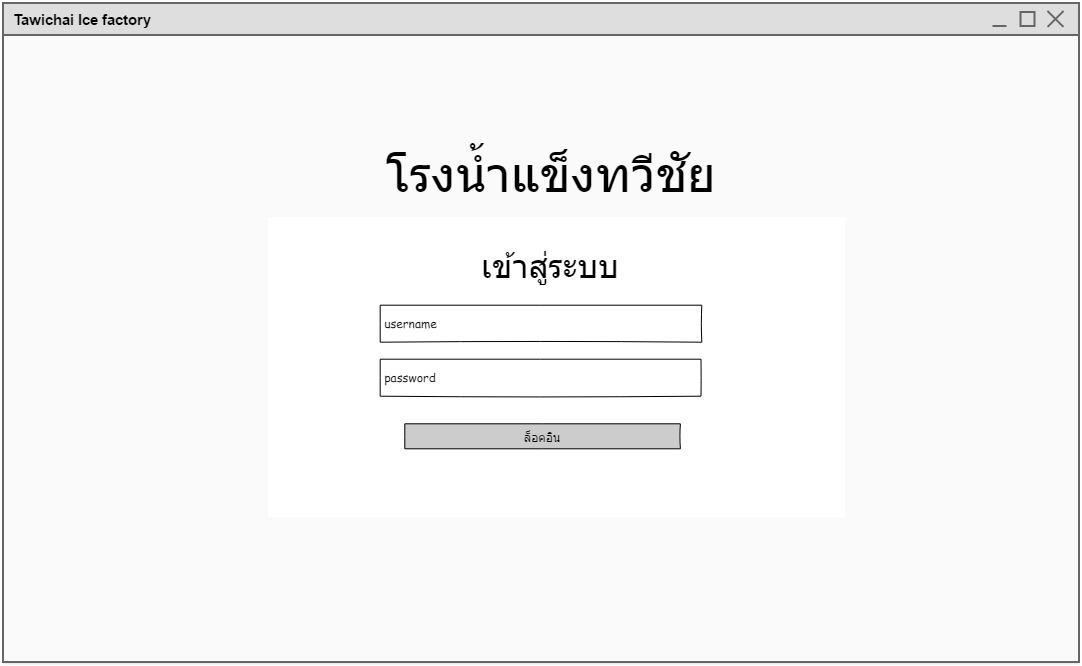 Tawichai Ice factory
โรงน้ำแข็งทวีชัย
เข้าสู่ระบบ
username
password
ล็อคอิน